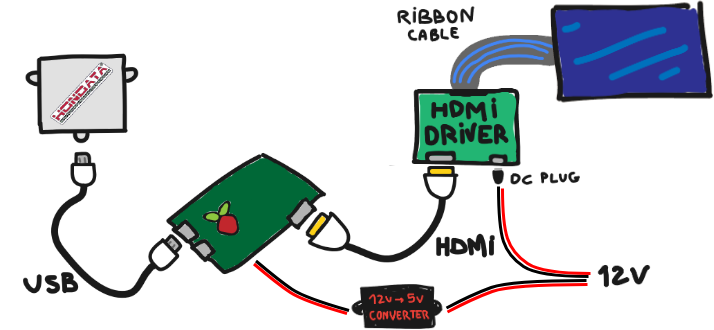 RIBBON
CABLE
HONDATA
HDMi
DRiVER
DC PLUG
HDMi
USB
12V
12V→5V
CONVERTER